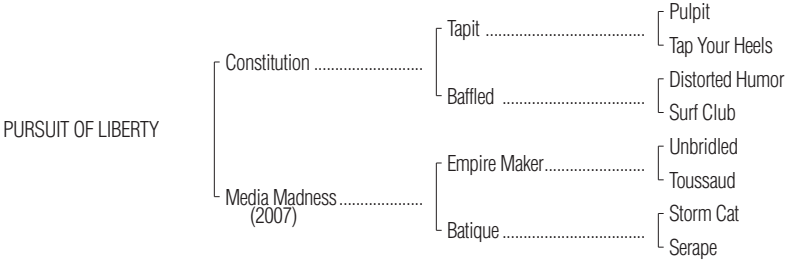 Pulpit
Tapit ........................................
Tap Your Heels
Constitution ...........................
Distorted Humor
Baffled ....................................
Surf Club
PURSUIT OF LIBERTY
Unbridled
Empire Maker.........................
Toussaud
Media Madness .....................
(2007)
Storm Cat
Batique ....................................
Serape